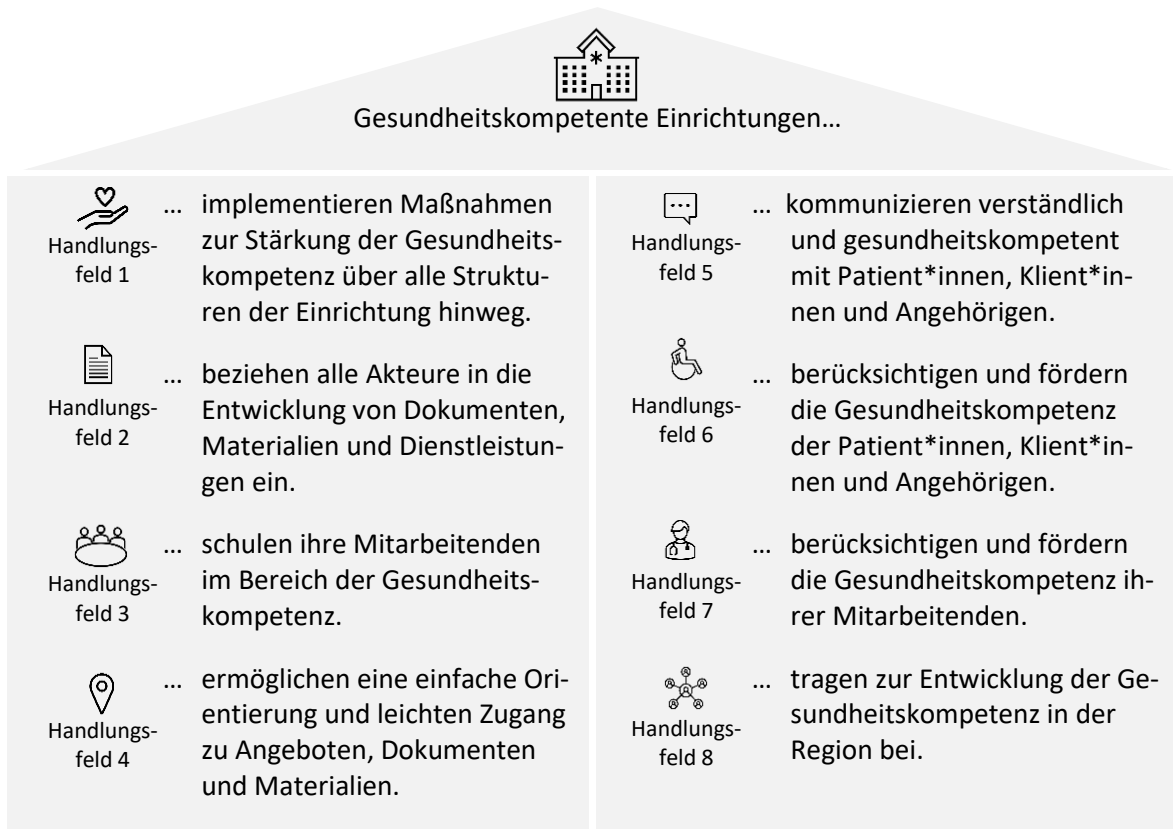 Gesundheitskompetente Einrichtungen…
Handlungs-
feld 1
… implementieren Maßnahmen
zur Stärkung der Gesundheits-
kompetenz über alle Struktu-
ren der Einrichtung hinweg.
Handlungs-
feld 2
… beziehen alle Akteure in die
Entwicklung von Dokumenten,
Materialien und Dienstleistun-
gen ein.
Handlungs-
feld 3
… schulen ihre Mitarbeitenden
im Bereich der Gesundheits-
kompetenz.
Handlungs-
feld 4
… ermöglichen eine einfache Ori-
entierung und leichten Zugang
zu Angeboten, Dokumenten
und Materialien.
Handlungs-
feld 5
… kommunizieren verständlich
und gesundheitskompetent
mit Patient*innen, Klient*in-
nen und Angehörigen.
Handlungs-
feld 6
… berücksichtigen und fördern
die Gesundheitskompetenz
der Patient*innen, Klient*in-
nen und Angehörigen.
Handlungs-
feld 7
… berücksichtigen und fördern
die Gesundheitskompetenz ih-
rer Mitarbeitenden.
Handlungs-
feld 8
… tragen zur Entwicklung der Ge-
sundheitskompetenz in der
Region bei.